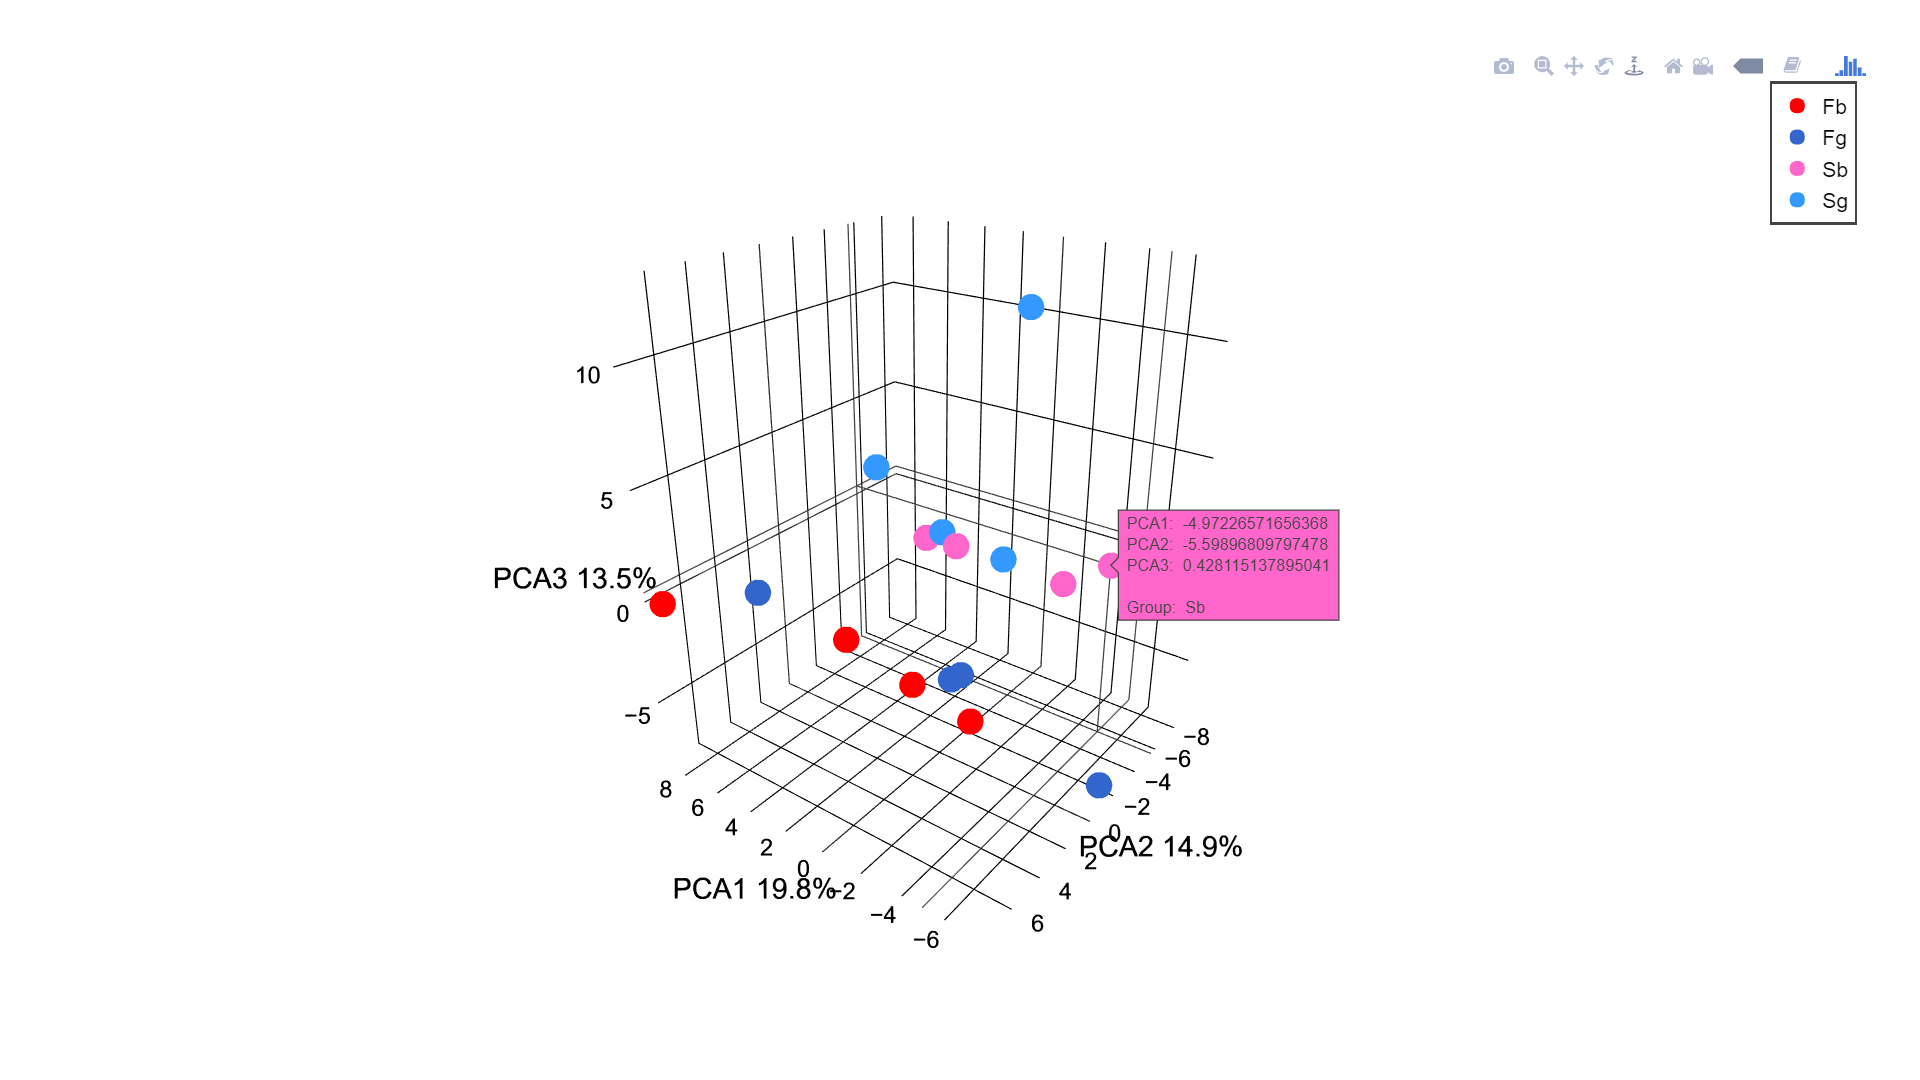 Z
Fb
Fg
Sb
Sg
10
5
0
−5
PCA3 13.5%
PCA1: -4.97226571656368
PCA2: -5.59896809797478
PCA3: 0.428115137895041
Group: Sb
8
6
4
2
0
−2
−4
−6
PCA1 19.8%
−8
−6
−4
−2
0
2
4
6
PCA2 14.9%